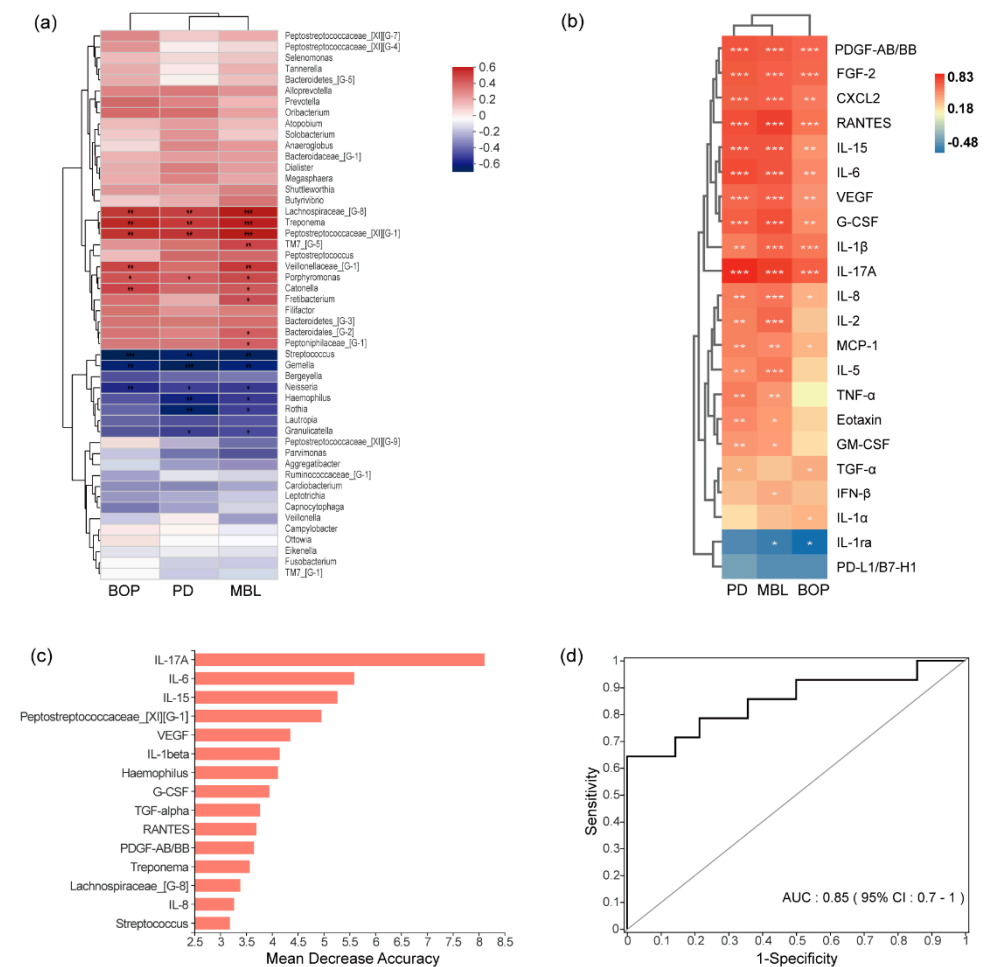 (a)
Peptostreptococcaceae_[XI][G-7]
Peptostreptococcaceae_[XI][G-4]
Selenomonas
Tannerella
Bacteroidetes_[G-5]
Alloprevotella
Prevotella
Oribacterium
Atopobium
Solobacterium
Anaeroglobus
Bacteroidaceae_[G-1]
Dialister
Megasphaera
Shuttleworthia
Butyrivibrio
Lachnospiraceae_[G-8]
Treponema
Peptostreptococcaceae_[XI][G-1]
TM7_[G-5]
Peptostreptococcus
Veillonellaceae_[G-1]
Porphyromonas
Catonella
Fretibacterium
Filifactor
Bacteroidetes_[G-3]
Bacteroidales_[G-2]
Peptoniphilaceae_[G-1]
Streptococcus
Gemella
Bergeyella
Neisseria
Haemophilus
Rothia
Lautropia
Granulicatella
Peptostreptococcaceae_[XI][G-9]
Parvimonas
Aggregatibacter
Ruminococcaceae_[G-1]
Cardiobacterium
Leptotrichia
Capnocytophaga
Veillonella
Campylobacter
Ottowia
Eikenella
Fusobacterium
TM7_[G-1]
BOP PD MBL
0.6
0.4
0.2
0
-0.2
-0.4
-0.6
(b)
PDGF-AB/BB
FGF-2
CXCL2
RANTES
IL-15
IL-6
VEGF
G-CSF
IL-1β
IL-17A
IL-8
IL-2
MCP-1
IL-5
TNF-α
Eotaxin
GM-CSF
TGF-α
IFN-β
IL-1α
IL-1ra
PD-L1/B7-H1
PD MBL BOP
0.83
0.18
-0.48
(c)
IL-17A
IL-6
IL-15
Peptostreptococcaceae_[XI][G-1]
VEGF
IL-1beta
Haemophilus
G-CSF
TGF-alpha
RANTES
PDGF-AB/BB
Treponema
Lachnospiraceae_[G-8]
IL-8
Streptococcus
2.5 3 3.5 4 4.5 5 5.5 6 6.5 7 7.5 8 8.5
Mean Decrease Accuracy
(d)
Sensitivity
1
0.9
0.8
0.7
0.6
0.5
0.4
0.3
0.2
0.1
0
AUC : 0.85 ( 95% CI : 0.7 - 1 )
0 0.1 0.2 0.3 0.4 0.5 0.6 0.7 0.8 0.9 1
1-Specificity